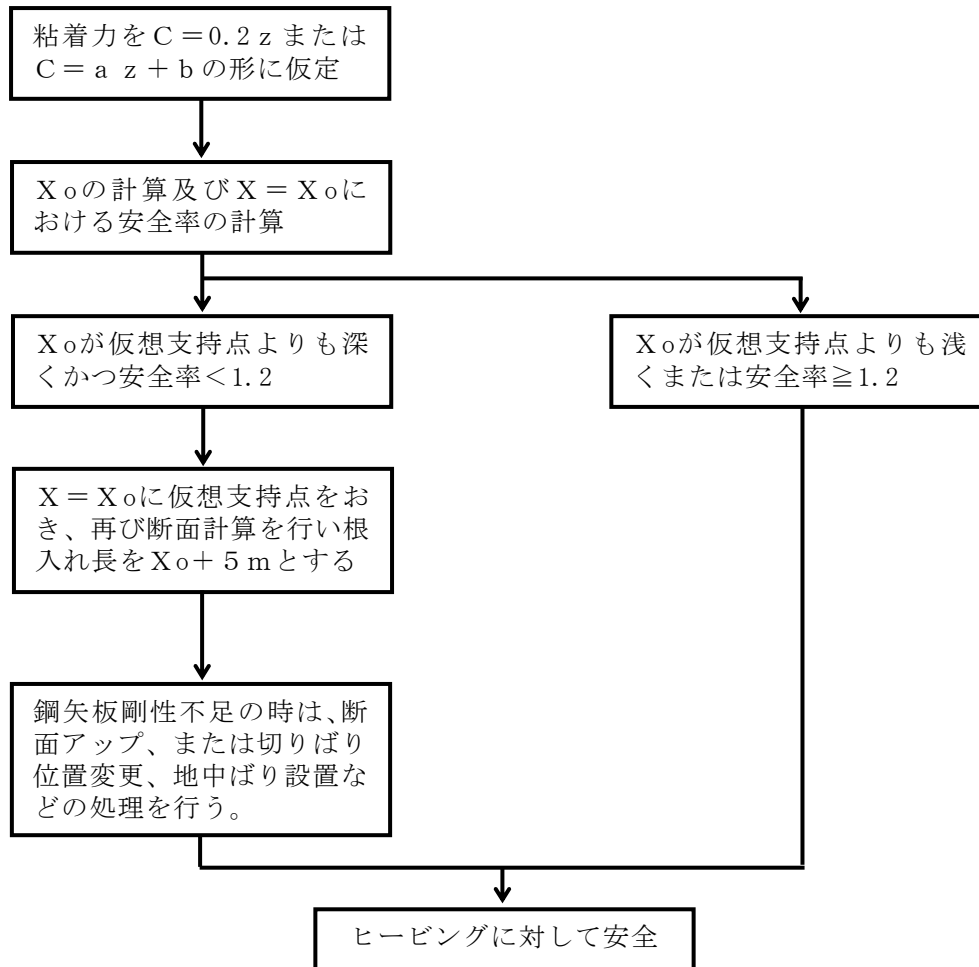 粘着力をC=0.2zまたは
C=az+bの形に仮定
Xoの計算及びX=Xoに
おける安全率の計算
Xoが仮想支持点よりも深
くかつ安全率<1.2
Xoが仮想支持点よりも浅
くまたは安全率≧1.2
X=Xoに仮想支持点をお
き、再び断面計算を行い根
入れ長をXo+5mとする
鋼矢板剛性不足の時は、断
面アップ、または切りばり
位置変更、地中ばり設置な
どの処理を行う。
ヒービングに対して安全